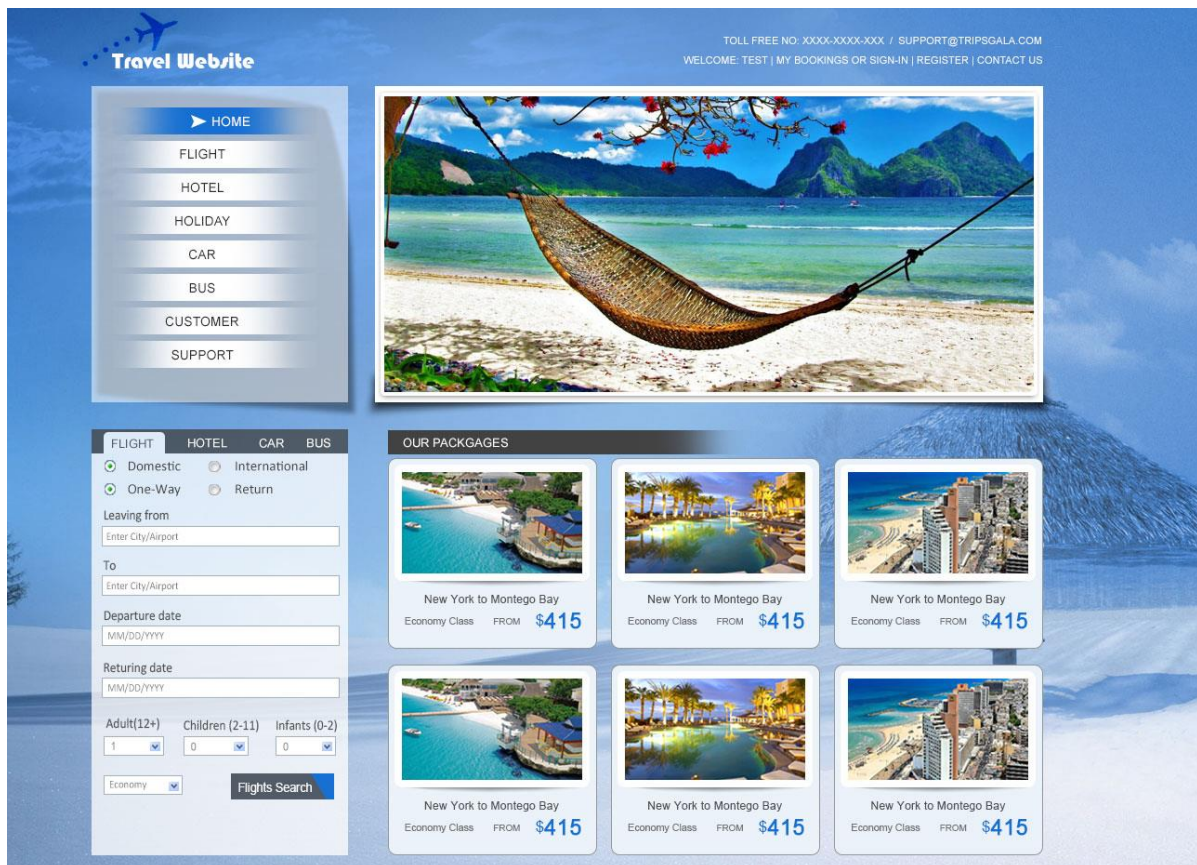 Travel Website
TOLL FREE NO: XXXX-XXXX-XXX / SUPPORT@TRIPSGALA.COM
WELCOME: TEST | MY BOOKINGS OR SIGN-IN | REGISTER | CONTACT US
HOME
FLIGHT
HOTEL
HOLIDAY
CAR
BUS
CUSTOMER
SUPPORT
FLIGHT HOTEL CAR BUS
Domestic International
One-Way Return
Leaving from
Enter City/Airport
To
Enter City/Airport
Departure date
MM/DD/YYYY
Returing date
MM/DD/YYYY
Adult(12+) Children (2-11) Infants (0-2)
1 0 0
Economy Flights Search
OUR PACKGAGES
New York to Montego Bay
Economy Class FROM $415
New York to Montego Bay
Economy Class FROM $415
New York to Montego Bay
Economy Class FROM $415
New York to Montego Bay
Economy Class FROM $415
New York to Montego Bay
Economy Class FROM $415
New York to Montego Bay
Economy Class FROM $415